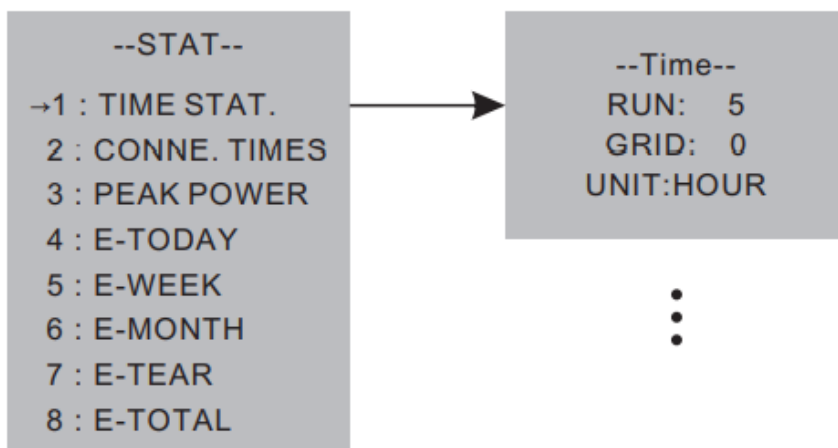 --STAT--
→1 : TIME STAT.
2 : CONNE. TIMES
3 : PEAK POWER
4 : E-TODAY
5 : E-WEEK
6 : E-MONTH
7 : E-TEAR
8 : E-TOTAL
--Time--
RUN: 5
GRID: 0
UNIT:HOUR